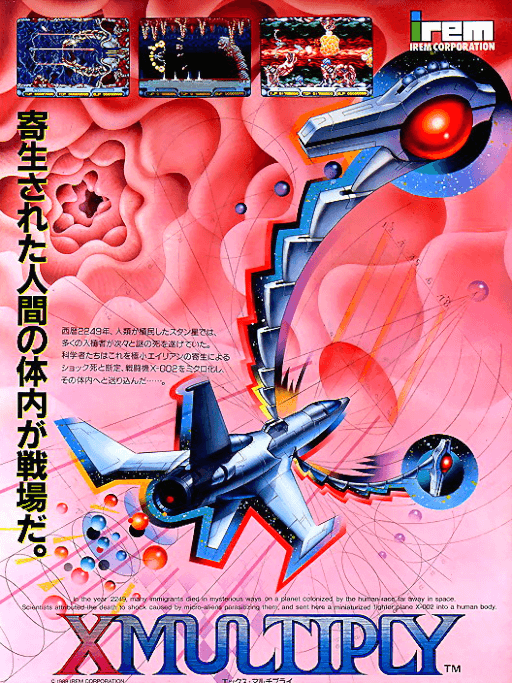 irem
IREM CORPORATION
寄生された人間の体内が戦場だ。
西暦2249年、人類が植民したスタン星では、
多くの入植者が次々と謎の死を遂げていた。
科学者たちはこれを極小エイリアンの寄生による
ショック死と断定、戦闘機X-002をミクロ化し、
その体内へと送り込んだ……。
In the year 2249, many immigrants died in mysterious ways on a planet colonized by the human race far away in space.
Scientists attributed the death to shock caused by micro-aliens parasitizing them, and sent here a miniaturized fighter plane X-002 into a human body.
X MULTIPLY TM
© 1989 IREM CORPORATION
エックス・マルチプライ